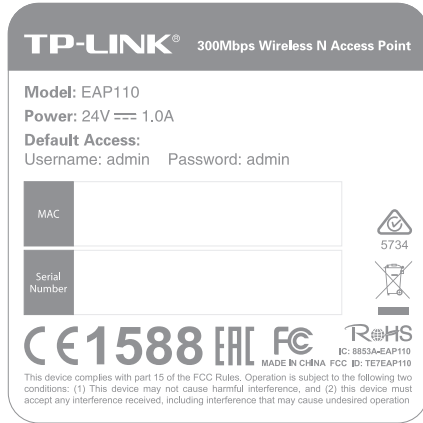 TP-LINK® 300Mbps Wireless N Access Point
Model: EAP110
Power: 24V ⎓ 1.0A
Default Access:
Username: admin Password: admin
MAC
5734
Serial
Number
CE1588 EAC FC RoHS
IC: 8853A-EAP110
MADE IN CHINA FCC ID: TE7EAP110
This device complies with part 15 of the FCC Rules. Operation is subject to the following two
conditions: (1) This device may not cause harmful interference, and (2) this device must
accept any interference received, including interference that may cause undesired operation